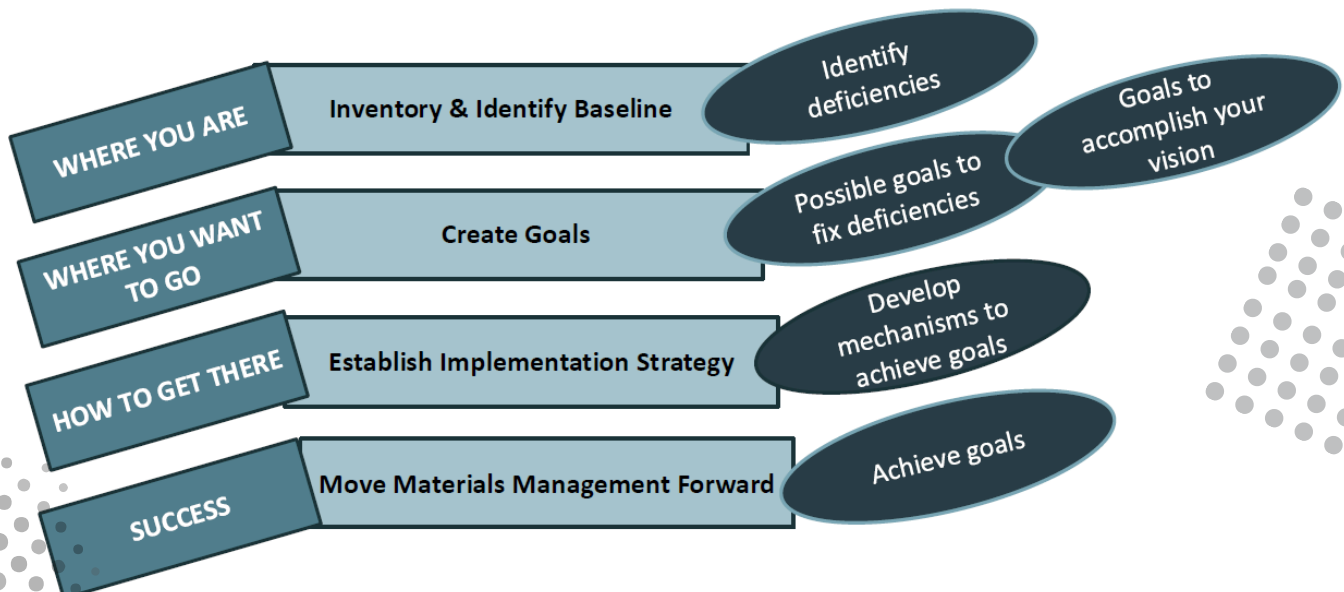 WHERE YOU ARE
Inventory & Identify Baseline
Identify
deficiencies
WHERE YOU WANT
TO GO
Create Goals
Possible goals to
fix deficiencies
Goals to
accomplish your
vision
HOW TO GET THERE
Establish Implementation Strategy
Develop
mechanisms to
achieve goals
SUCCESS
Move Materials Management Forward
Achieve goals